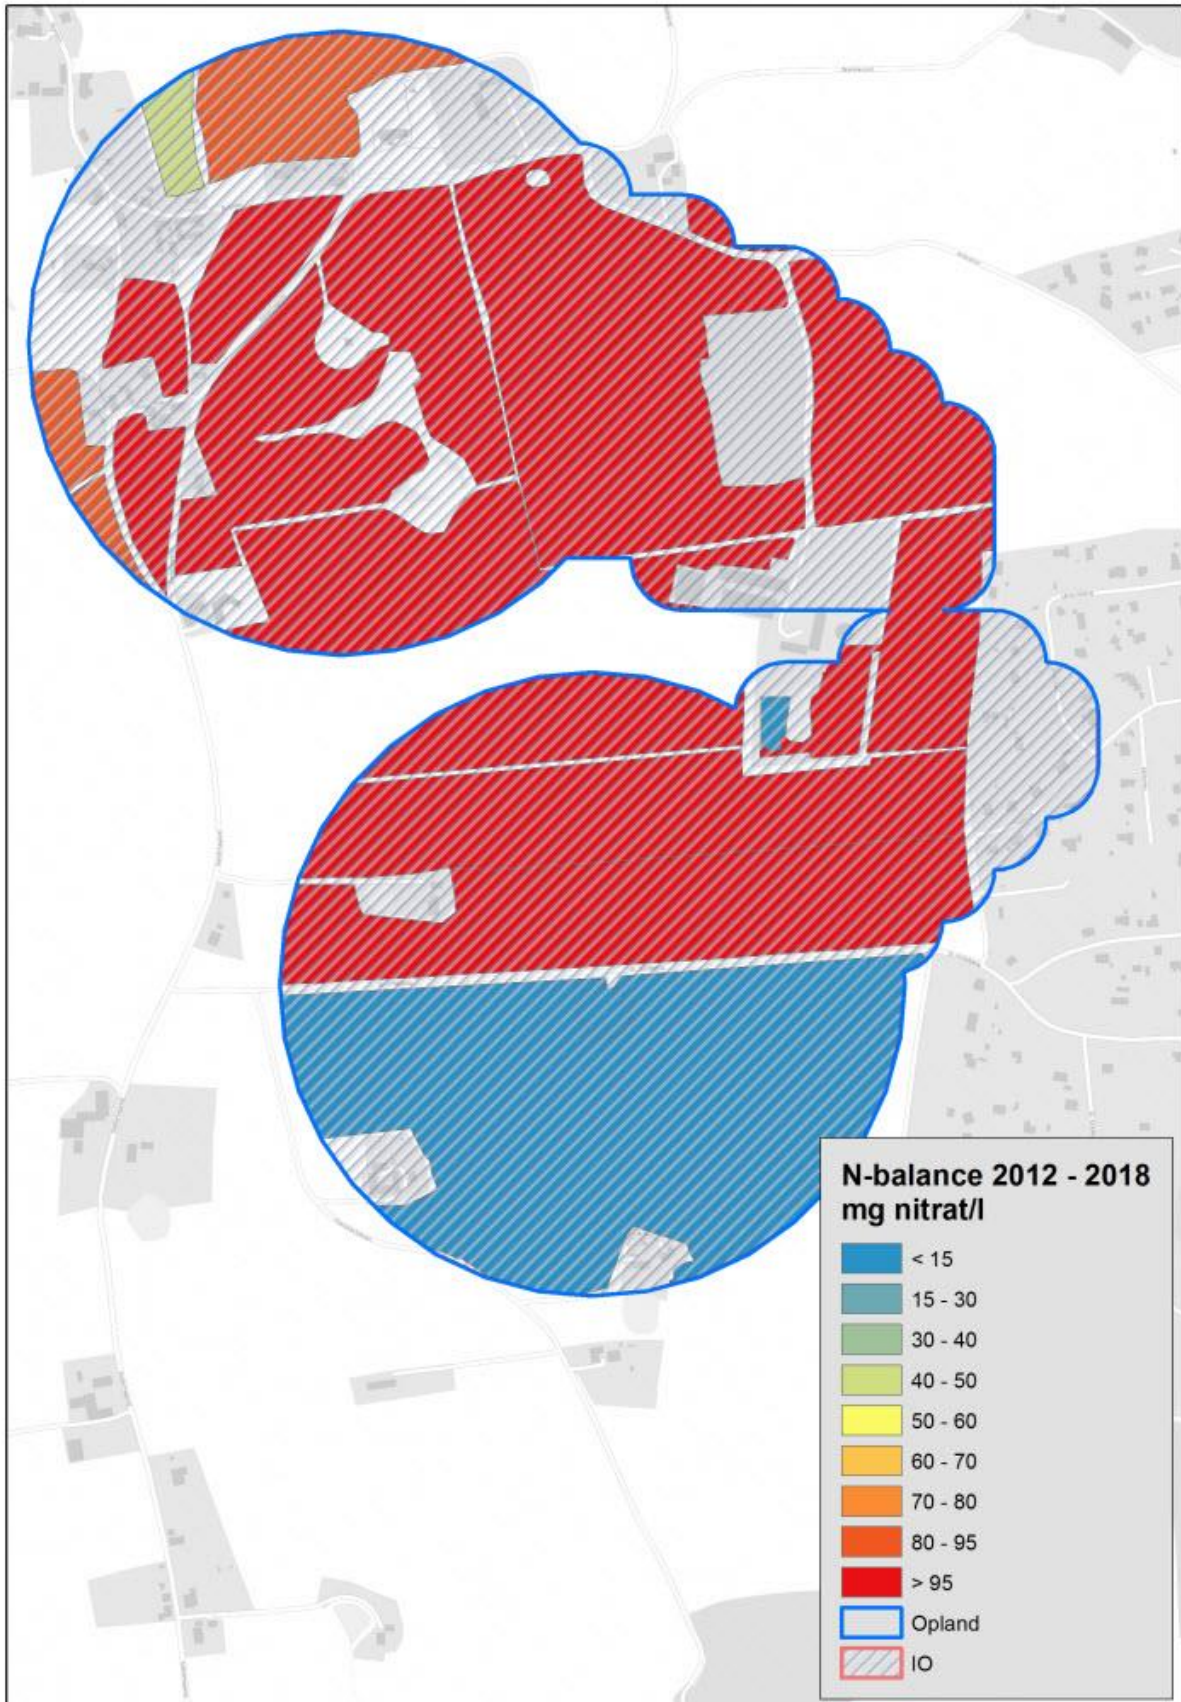 N-balance 2012 - 2018
mg nitrat/l
< 15
15 - 30
30 - 40
40 - 50
50 - 60
60 - 70
70 - 80
80 - 95
> 95
Opland
IO